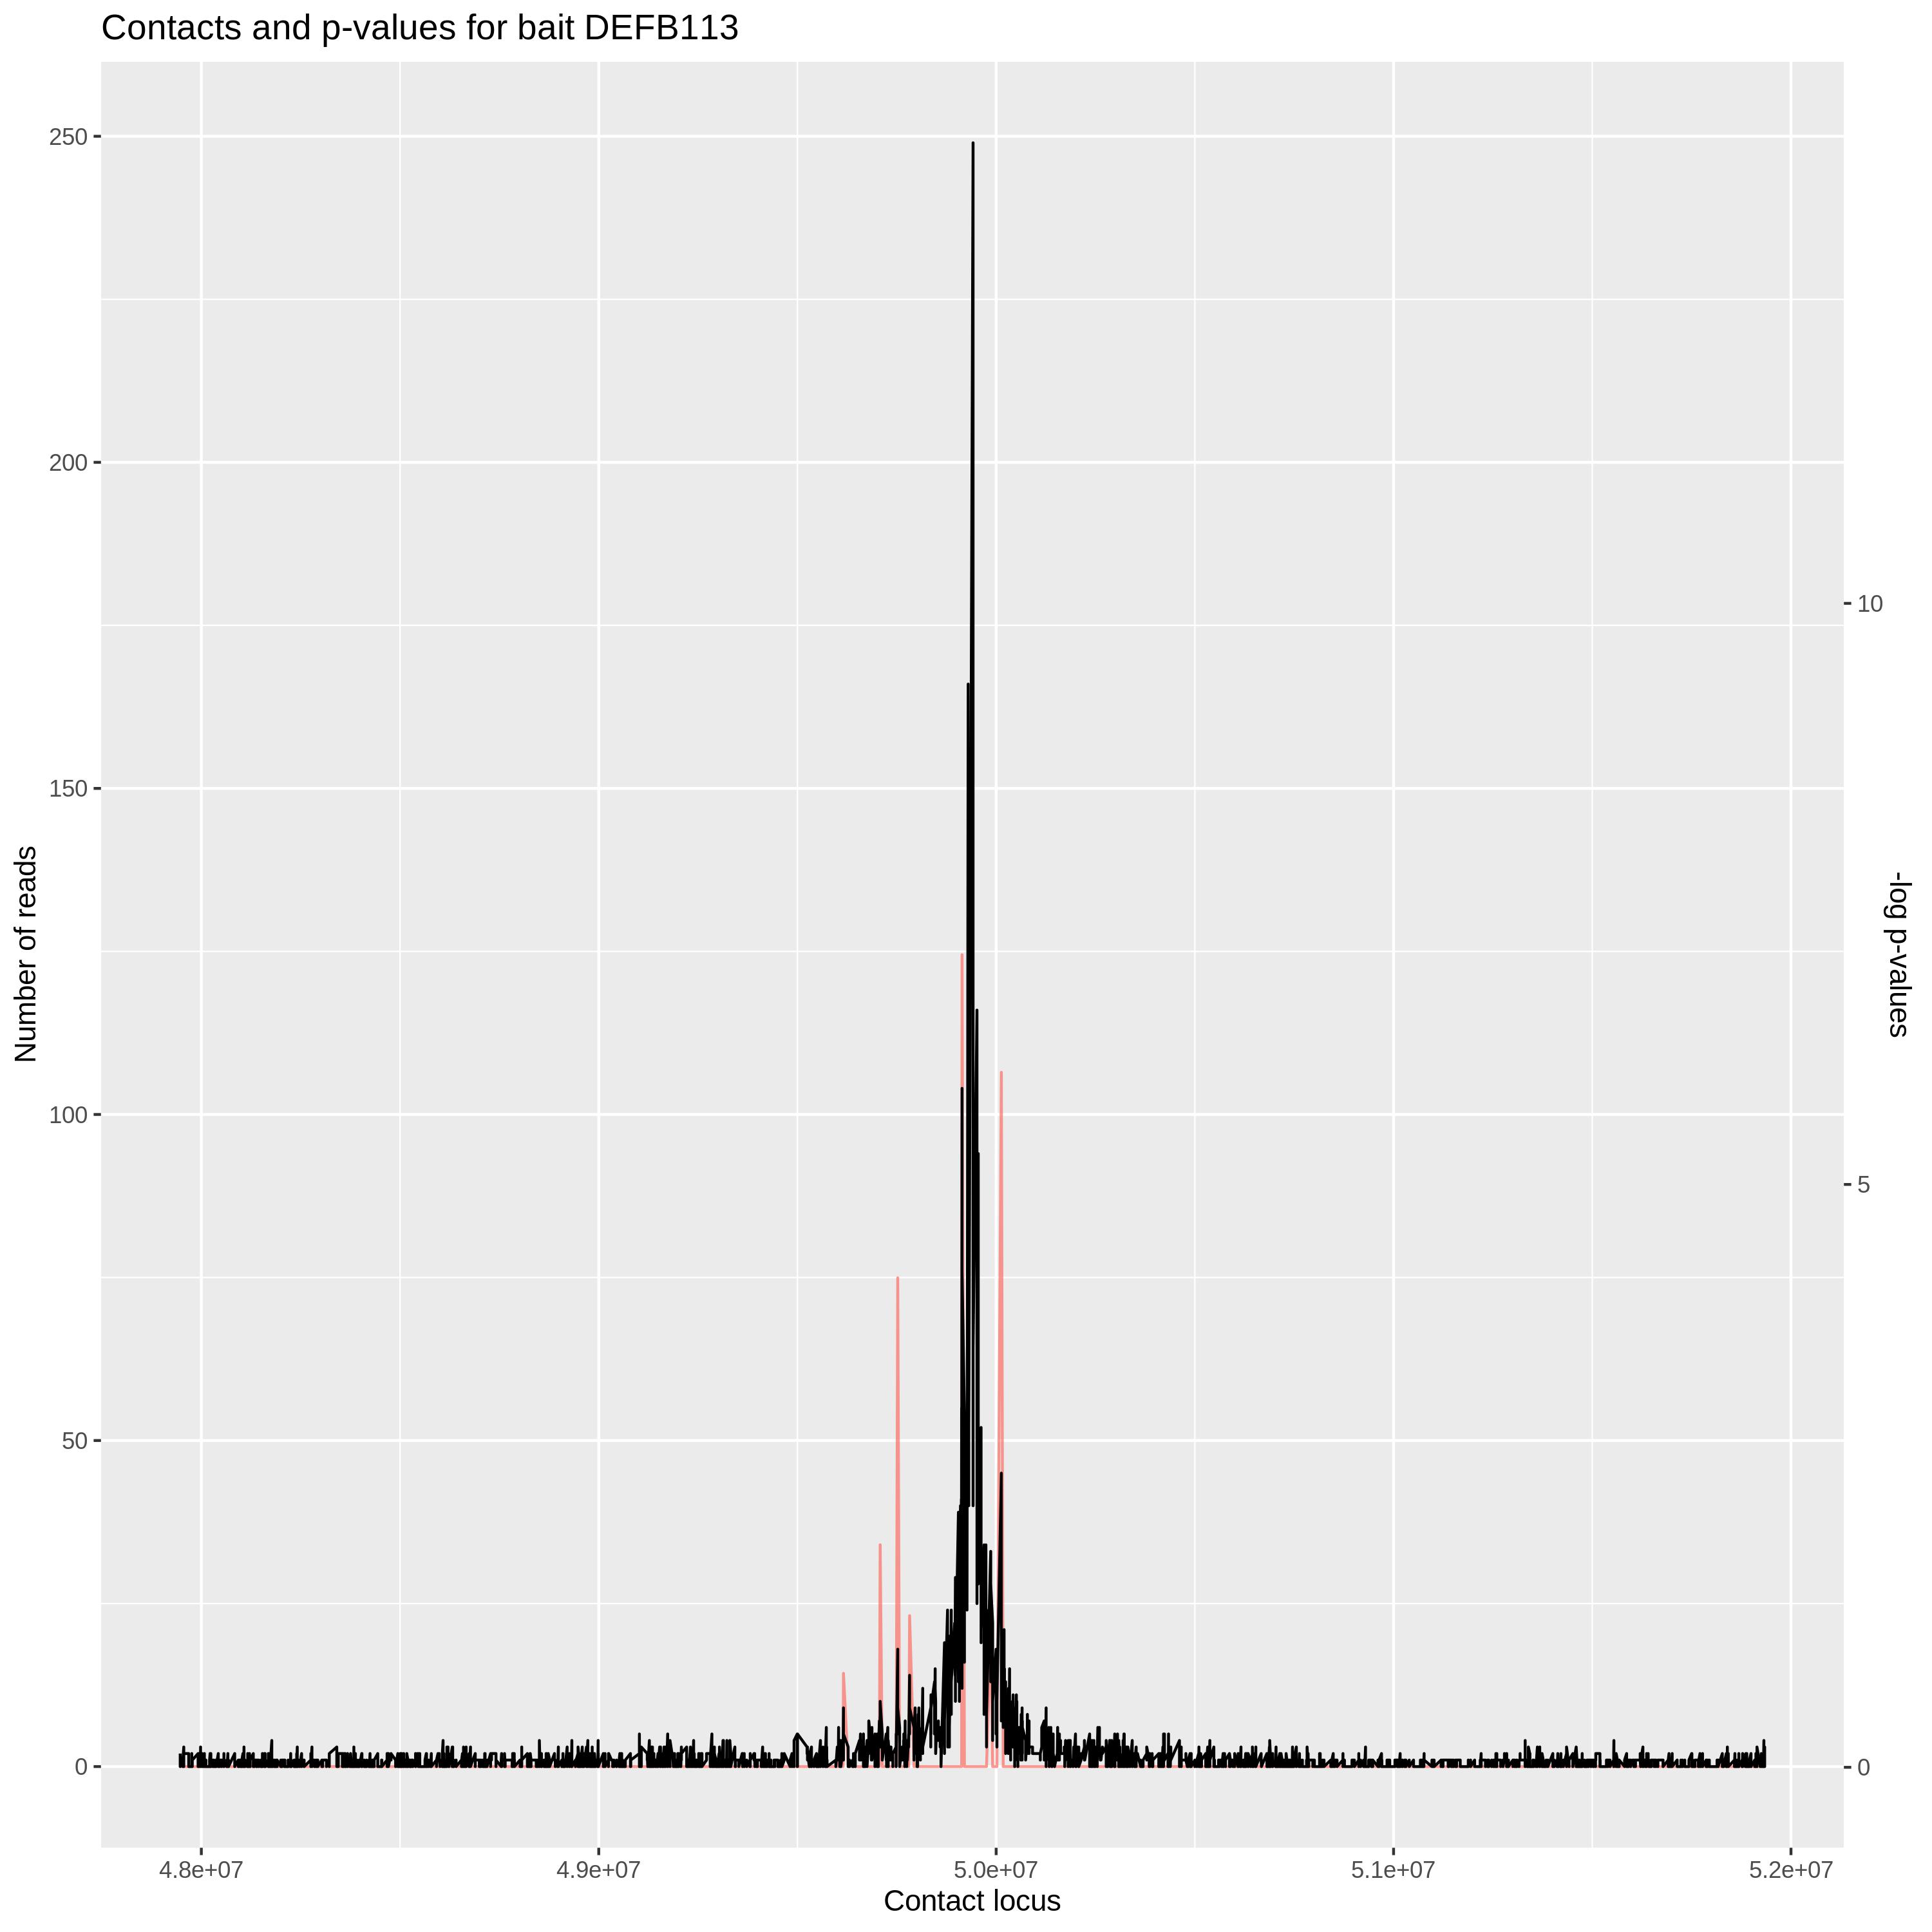 Contacts and p-values for bait DEFB113
250
200
150
100
50
0
Number of reads
10
5
0
-log p-values
4.8e+07
4.9e+07
5.0e+07
5.1e+07
5.2e+07
Contact locus